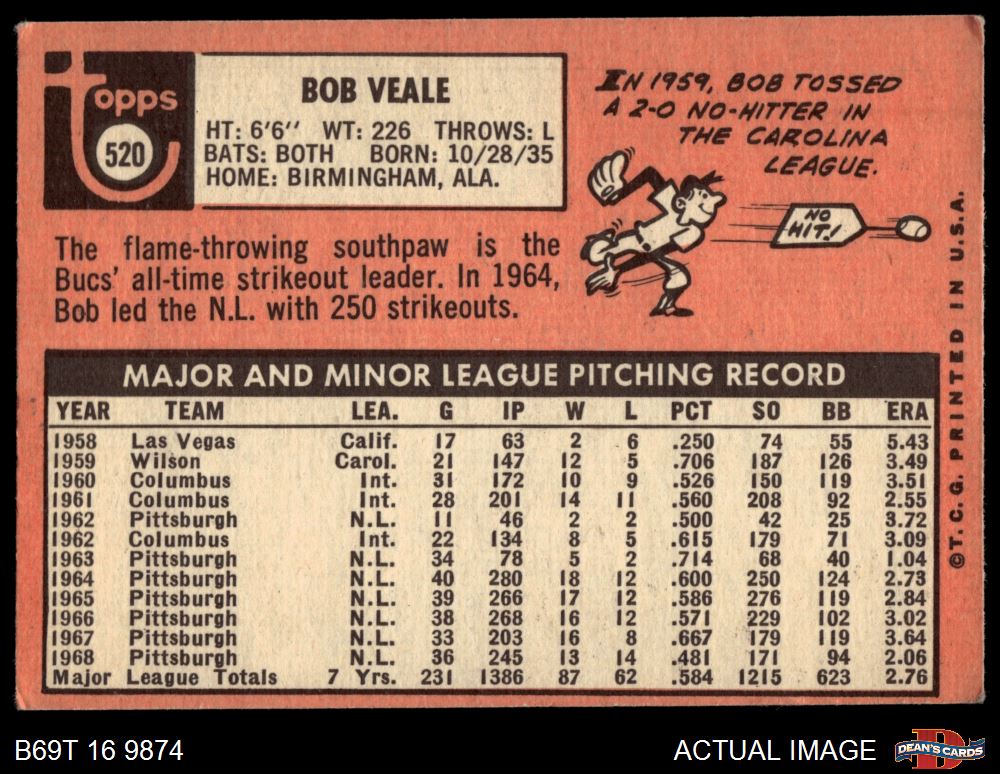 topps
520
BOB VEALE
HT: 6'6'' WT: 226 THROWS: L
BATS: BOTH BORN: 10/28/35
HOME: BIRMINGHAM, ALA.
IN 1959, BOB TOSSED
A 2-0 NO-HITTER IN
THE CAROLINA
LEAGUE.
NO
HIT!
The flame-throwing southpaw is the
Bucs' all-time strikeout leader. In 1964,
Bob led the N.L. with 250 strikeouts.
MAJOR AND MINOR LEAGUE PITCHING RECORD
YEAR TEAM LEA. G IP W L PCT SO BB ERA
1958 Las Vegas Calif. 17 63 2 6 .250 74 55 5.43
1959 Wilson Carol. 21 147 12 5 .706 187 126 3.49
1960 Columbus Int. 31 172 10 9 .526 150 119 3.51
1961 Columbus Int. 28 201 14 11 .560 208 92 2.55
1962 Pittsburgh N.L. 11 46 2 2 .500 42 25 3.72
1962 Columbus Int. 22 134 8 5 .615 179 71 3.09
1963 Pittsburgh N.L. 34 78 5 2 .714 68 40 1.04
1964 Pittsburgh N.L. 40 280 18 12 .600 250 124 2.73
1965 Pittsburgh N.L. 39 266 17 12 .586 276 119 2.84
1966 Pittsburgh N.L. 38 268 16 12 .571 229 102 3.02
1967 Pittsburgh N.L. 33 203 16 8 .667 179 119 3.64
1968 Pittsburgh N.L. 36 245 13 14 .481 171 94 2.06
Major League Totals 7 Yrs. 231 1386 87 62 .584 1215 623 2.76
©T.C.G. PRINTED IN U.S.A.
B69T 16 9874
ACTUAL IMAGE
D
DEAN'S CARDS